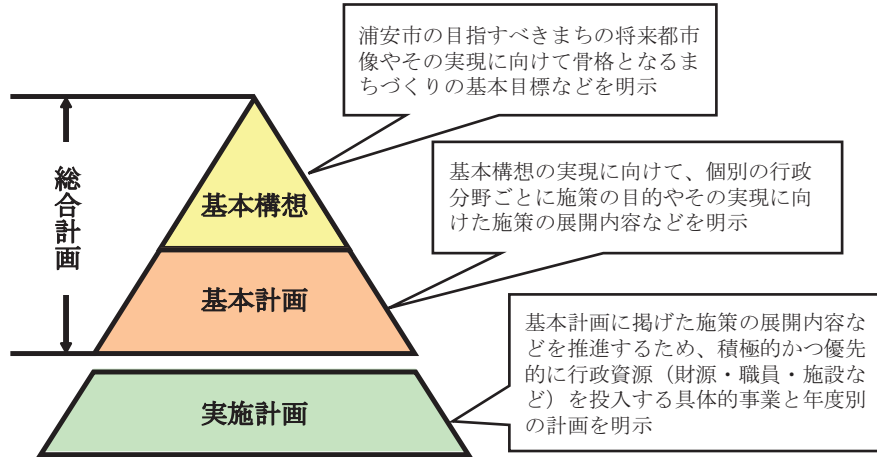 浦安市の目指すべきまちの将来都市
像やその実現に向けて骨格となるま
ちづくりの基本目標などを明示
総合計画
基本構想
基本構想の実現に向けて、個別の行政
分野ごとに施策の目的やその実現に向
けた施策の展開内容などを明示
基本計画
基本計画に掲げた施策の展開内容な
どを推進するため、積極的かつ優先
的に行政資源（財源・職員・施設な
ど）を投入する具体的事業と年度別
の計画を明示
実施計画